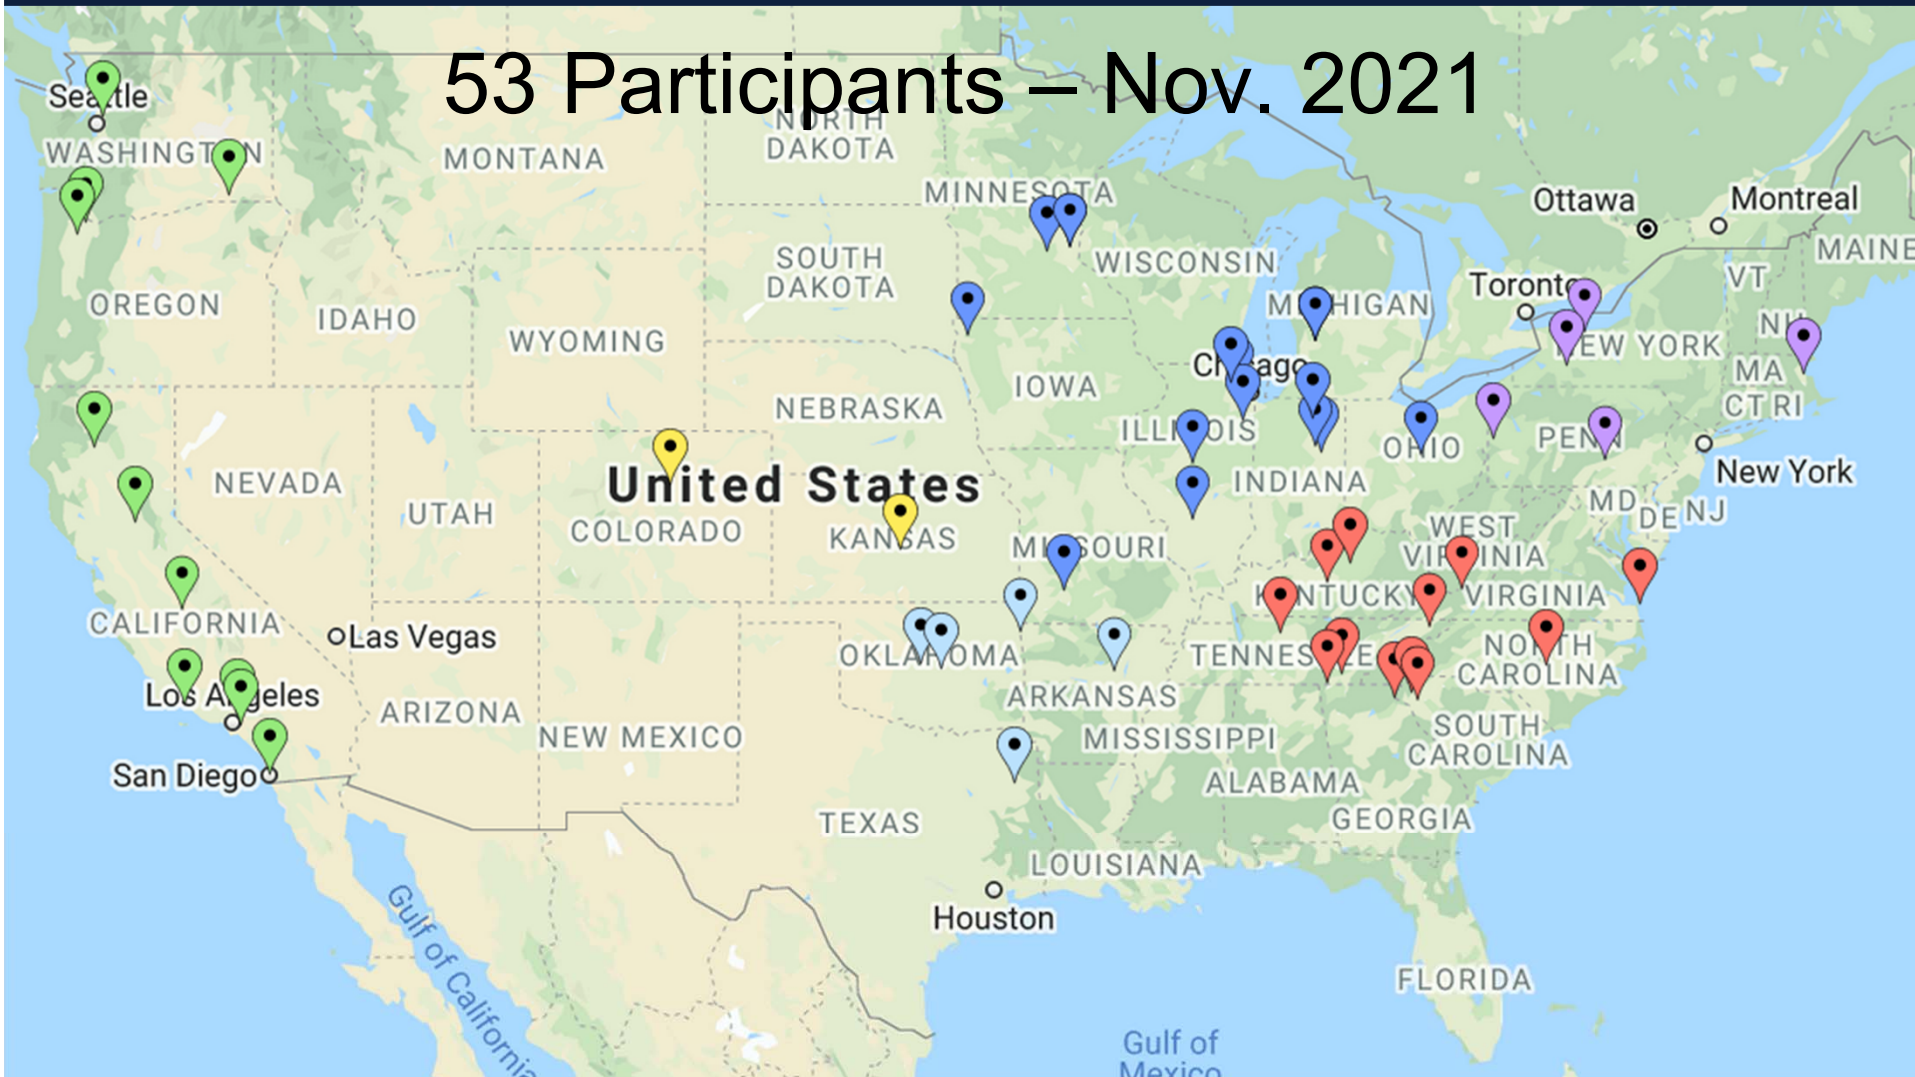 53 Participants – Nov. 2021
Seattle
WASHINGTON
MONTANA
NORTH
DAKOTA
MINNESOTA
Ottawa
Montreal
MAINE
OREGON
IDAHO
WYOMING
SOUTH
DAKOTA
WISCONSIN
MICHIGAN
Toronto
VT
NH
NEW YORK
MA
CT RI
IOWA
Chicago
NEBRASKA
ILLINOIS
INDIANA
OHIO
PENN
New York
NEVADA
UTAH
United States
COLORADO
KANSAS
MISSOURI
WEST
VIRGINIA
MD
DE
NJ
KENTUCKY
VIRGINIA
CALIFORNIA
Las Vegas
OKLAHOMA
TENNESSEE
NORTH
CAROLINA
Los Angeles
ARIZONA
NEW MEXICO
ARKANSAS
MISSISSIPPI
SOUTH
CAROLINA
San Diego
ALABAMA
GEORGIA
TEXAS
LOUISIANA
Houston
FLORIDA
Gulf of California
Gulf of
Mexico